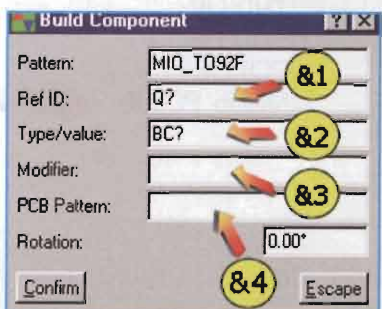 Build Component ? X
Pattern: MIO_TO92F
&1
Ref ID: Q?
Type/value: BC? &2
Modifier:
&3
PCB Pattern:
Rotation: 0.00°
&4
Confirm Escape